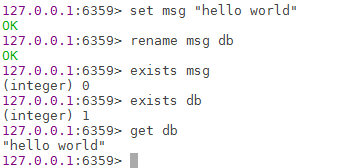 127.0.0.1:6359> set msg "hello world"
OK
127.0.0.1:6359> rename msg db
OK
127.0.0.1:6359> exists msg
(integer) 0
127.0.0.1:6359> exists db
(integer) 1
127.0.0.1:6359> get db
"hello world"
127.0.0.1:6359>